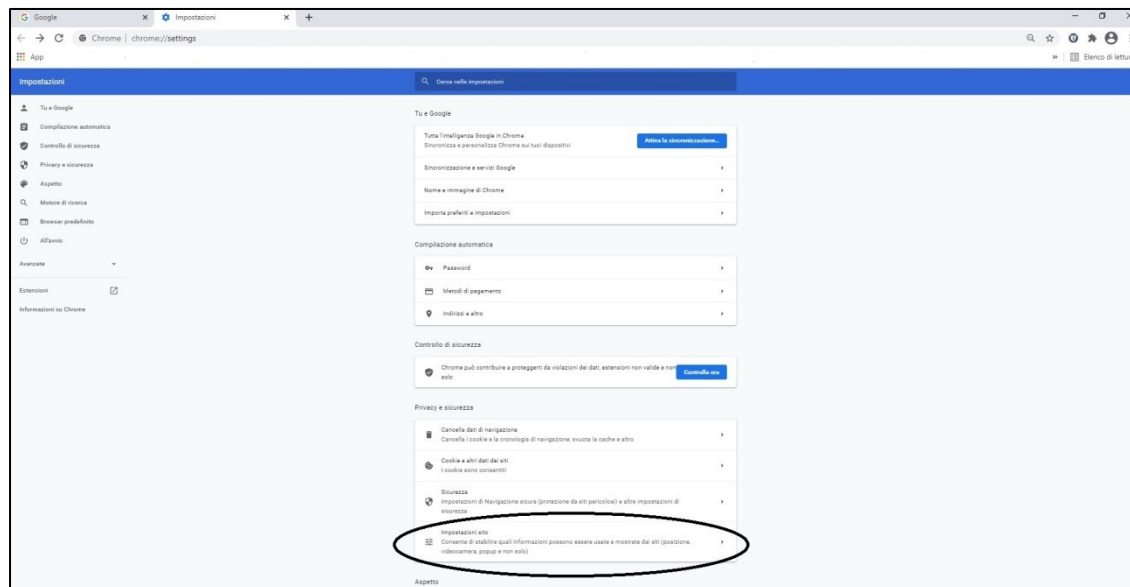 Google
Impostazioni
Chrome | chrome://settings
App
Elenco di lettur
Impostazioni
Cerca nelle impostazioni
Tu e Google
Compilazione automatica
Controllo di sicurezza
Privacy e sicurezza
Aspetto
Motore di ricerca
Browser predefinito
All'avvio
Avanzate
Estensioni
Informazioni su Chrome
Tu e Google
Tutta l'intelligenza Google in Chrome
Sincronizza e personalizza Chrome sui tuoi dispositivi
Attiva la sincronizzazione...
Sincronizzazione e servizi Google
Nome e immagine di Chrome
Importa preferiti e impostazioni
Compilazione automatica
Password
Metodi di pagamento
Indirizzi e altro
Controllo di sicurezza
Chrome può contribuire a proteggerti da violazioni dei dati, estensioni non valide e non
solo
Controlla ora
Privacy e sicurezza
Cancella dati di navigazione
Cancella i cookie e la cronologia di navigazione, svuota la cache e altro
Cookie e altri dati dei siti
I cookie sono consentiti
Sicurezza
Impostazioni di Navigazione sicura (protezione da siti pericolosi) e altre impostazioni di
sicurezza
Impostazioni sito
Consente di stabilire quali informazioni possono essere usate e mostrate dai siti (posizione,
videocamera, popup e non solo)
Aspetto